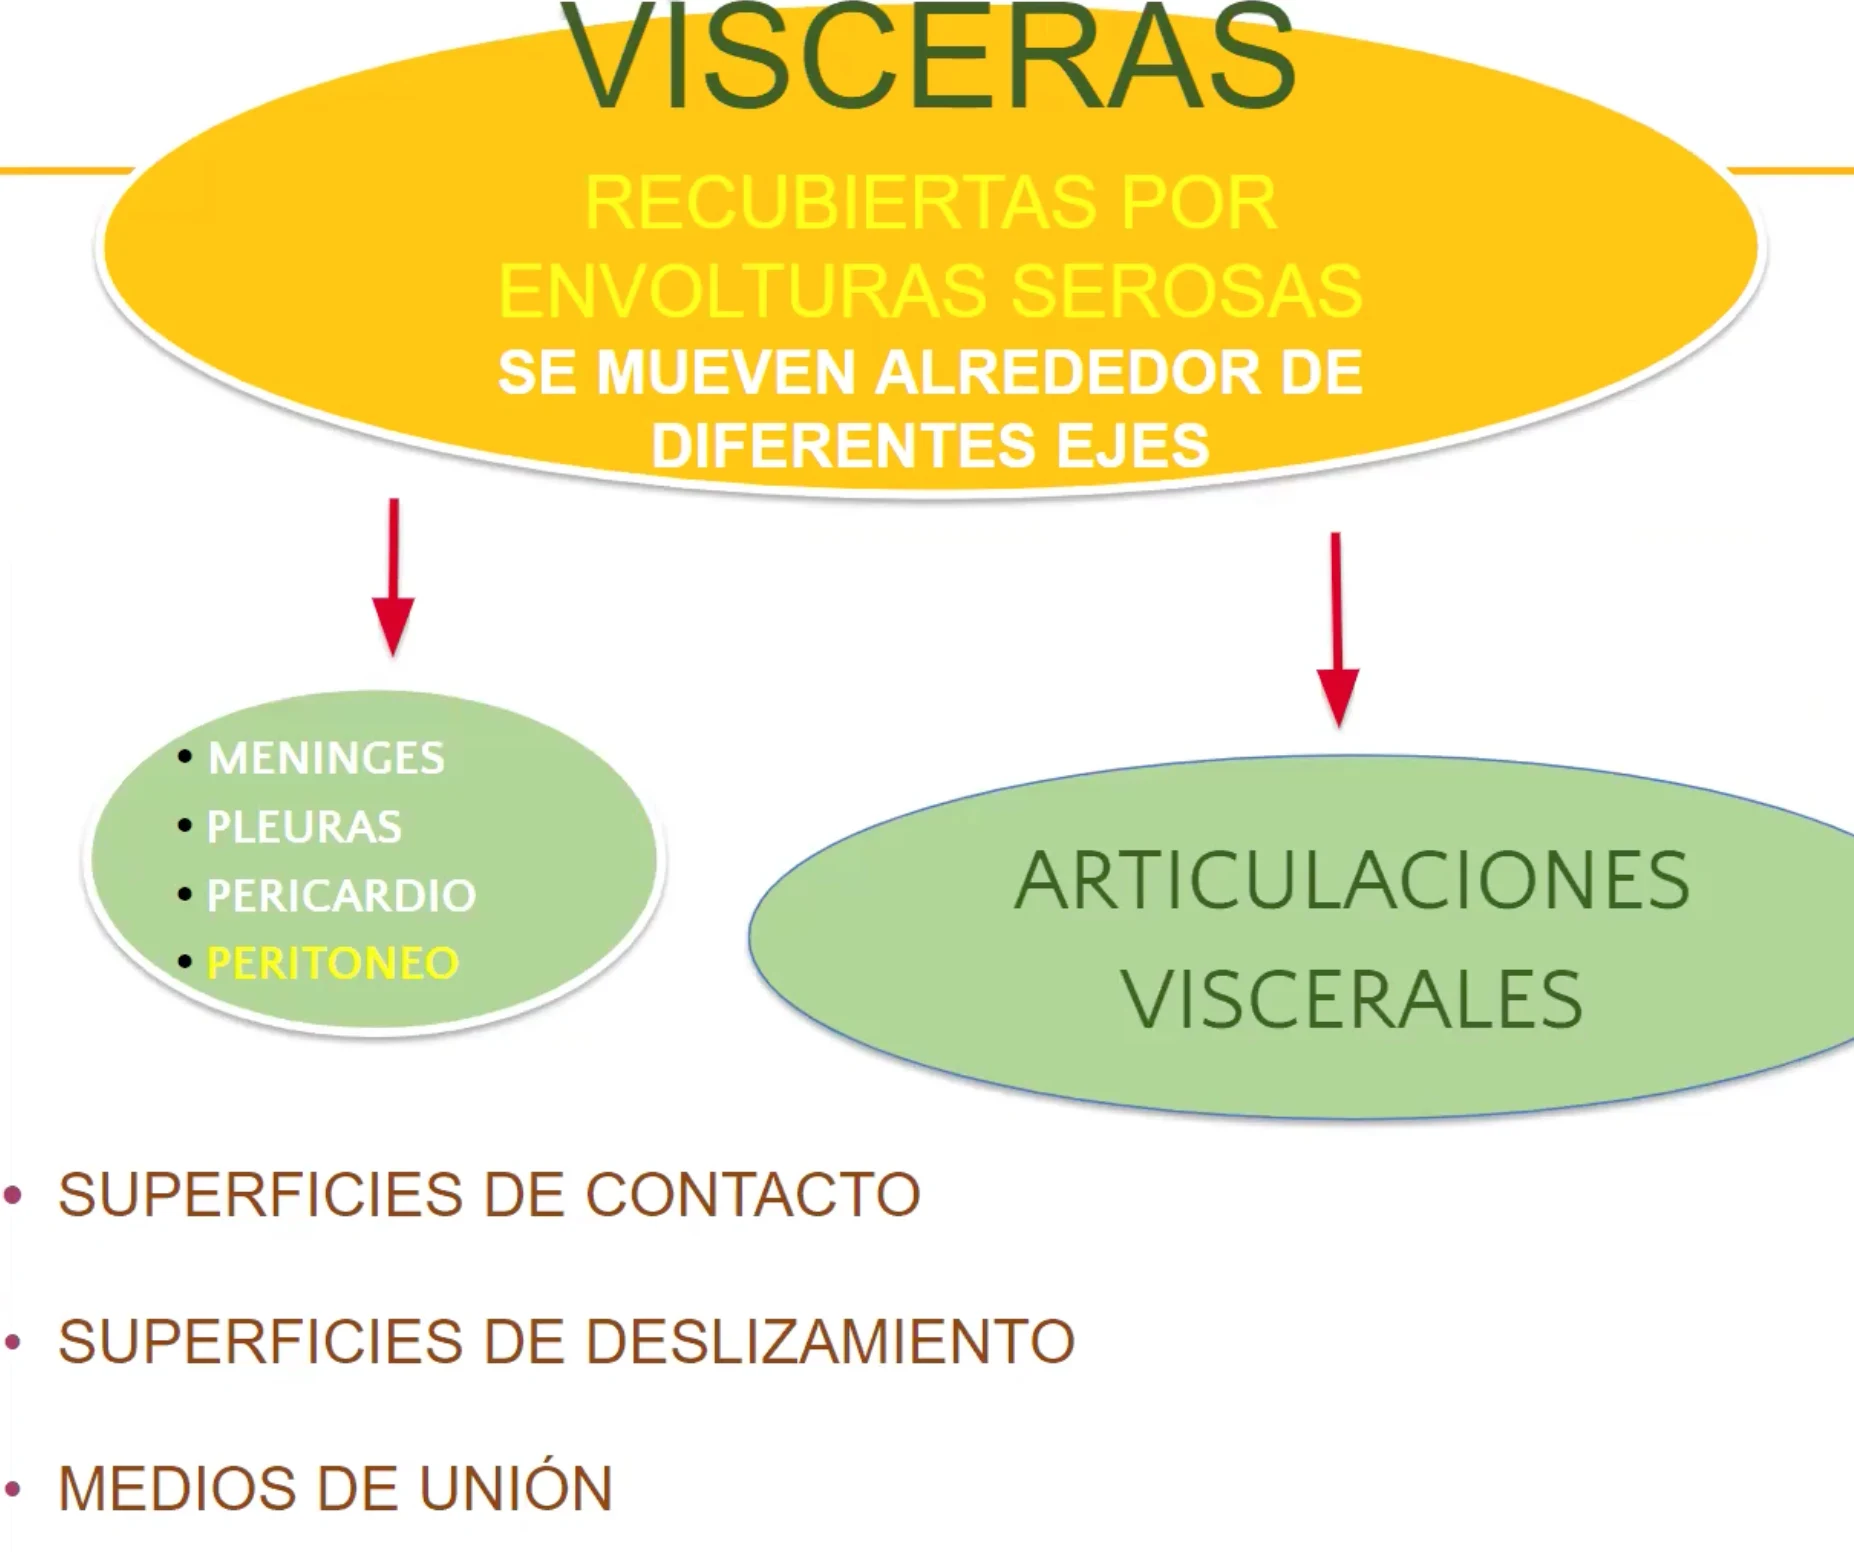 VISCERAS
RECUBIERTAS POR
ENVOLTURAS SEROSAS
SE MUEVEN ALREDEDOR DE
DIFERENTES EJES
• MENINGES
• PLEURAS
• PERICARDIO
• PERITONEO
ARTICULACIONES
VISCERALES
• SUPERFICIES DE CONTACTO
• SUPERFICIES DE DESLIZAMIENTO
• MEDIOS DE UNIÓN